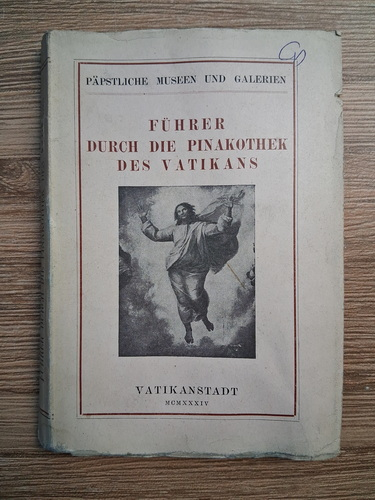 PÄPSTLICHE MUSEEN UND GALERIEN
FÜHRER
DURCH DIE PINAKOTHEK
DES VATIKANS
VATIKANSTADT
MCMXXXIV